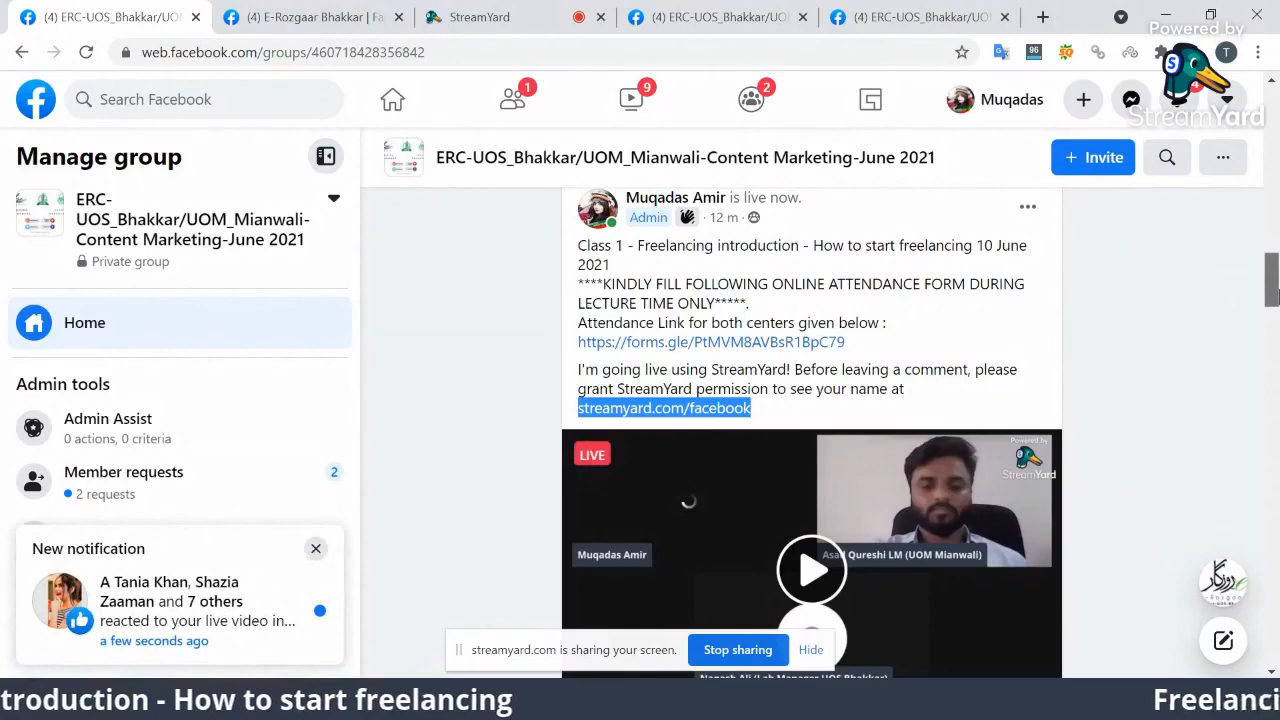 (4) ERC-UOS_Bhakkar/UO
(4) E-Rozgaar Bhakkar | Fa
StreamYard
(4) ERC-UOS_Bhakkar/UO
(4) ERC-UOS_Bhakkar/UO
web.facebook.com/groups/460718428356842
96
T
Powered by
StreamYard
Search Facebook
1
9
2
Muqadas
4
Manage group
ERC-UOS_Bhakkar/UOM_Mianwali-Content Marketing-June 2021
Invite
ERC-
UOS_Bhakkar/UOM_Mianwali-
Content Marketing-June 2021
Private group
Home
Admin tools
Admin Assist
0 actions, 0 criteria
Member requests
2
2 requests
New notification
A Tania Khan, Shazia
Zaaman and 7 others
reacted to your live video in...
a few seconds ago
Muqadas Amir is live now.
Admin
· 12 m ·
Class 1 - Freelancing introduction - How to start freelancing 10 June
2021
****KINDLY FILL FOLLOWING ONLINE ATTENDANCE FORM DURING
LECTURE TIME ONLY*****.
Attendance Link for both centers given below :
https://forms.gle/PtMVM8AVBsR1BpC79
I'm going live using StreamYard! Before leaving a comment, please
grant StreamYard permission to see your name at
streamyard.com/facebook
LIVE
Powered by
StreamYard
Muqadas Amir
Asad Qureshi LM (UOM Mianwali)
streamyard.com is sharing your screen.
Stop sharing
Hide
troduction - How to start freelancing
Freelanci